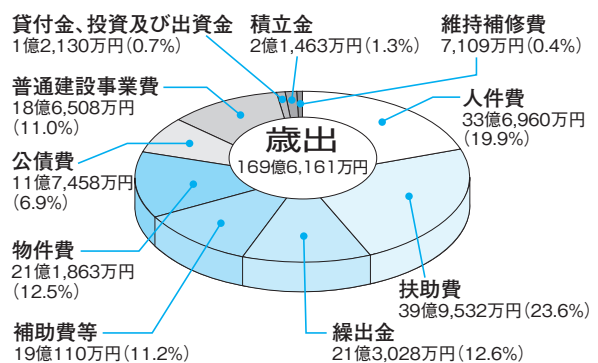 貸付金、投資及び出資金
1億2,130万円(0.7%)
積立金
2億1,463万円(1.3%)
維持補修費
7,109万円(0.4%)
普通建設事業費
18億6,508万円
(11.0%)
人件費
33億6,960万円
(19.9%)
歳出
169億6,161万円
公債費
11億7,458万円
(6.9%)
物件費
21億1,863万円
(12.5%)
扶助費
39億9,532万円(23.6%)
補助費等
19億110万円(11.2%)
繰出金
21億3,028万円(12.6%)